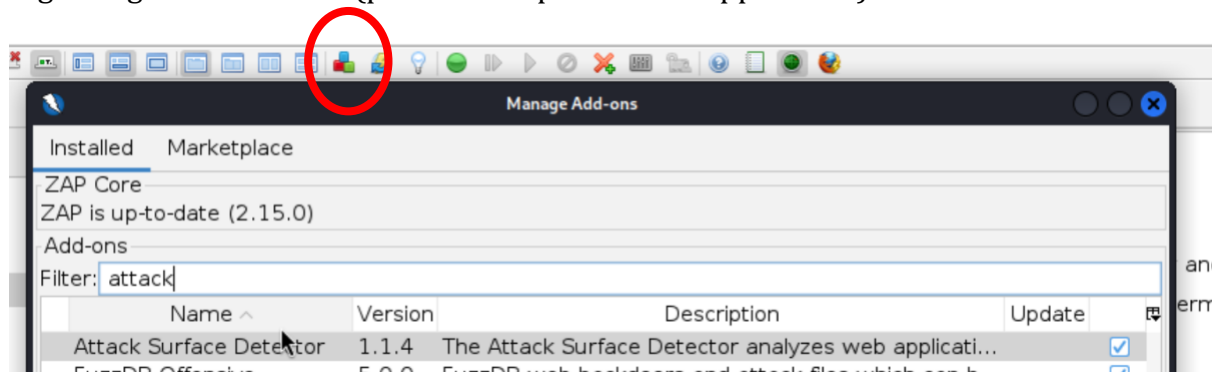 Manage Add-ons
Installed Marketplace
ZAP Core
ZAP is up-to-date (2.15.0)
Add-ons
Filter: attack
Name Version Description Update
Attack Surface Detector 1.1.4 The Attack Surface Detector analyzes web applicati...